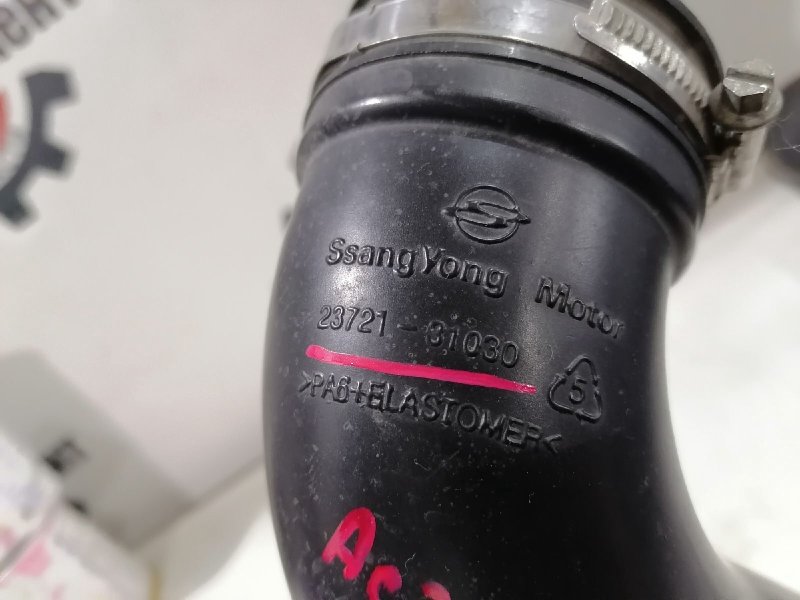 SsangYong Motor
23721-31030
5
>PA6+ELASTOMER<